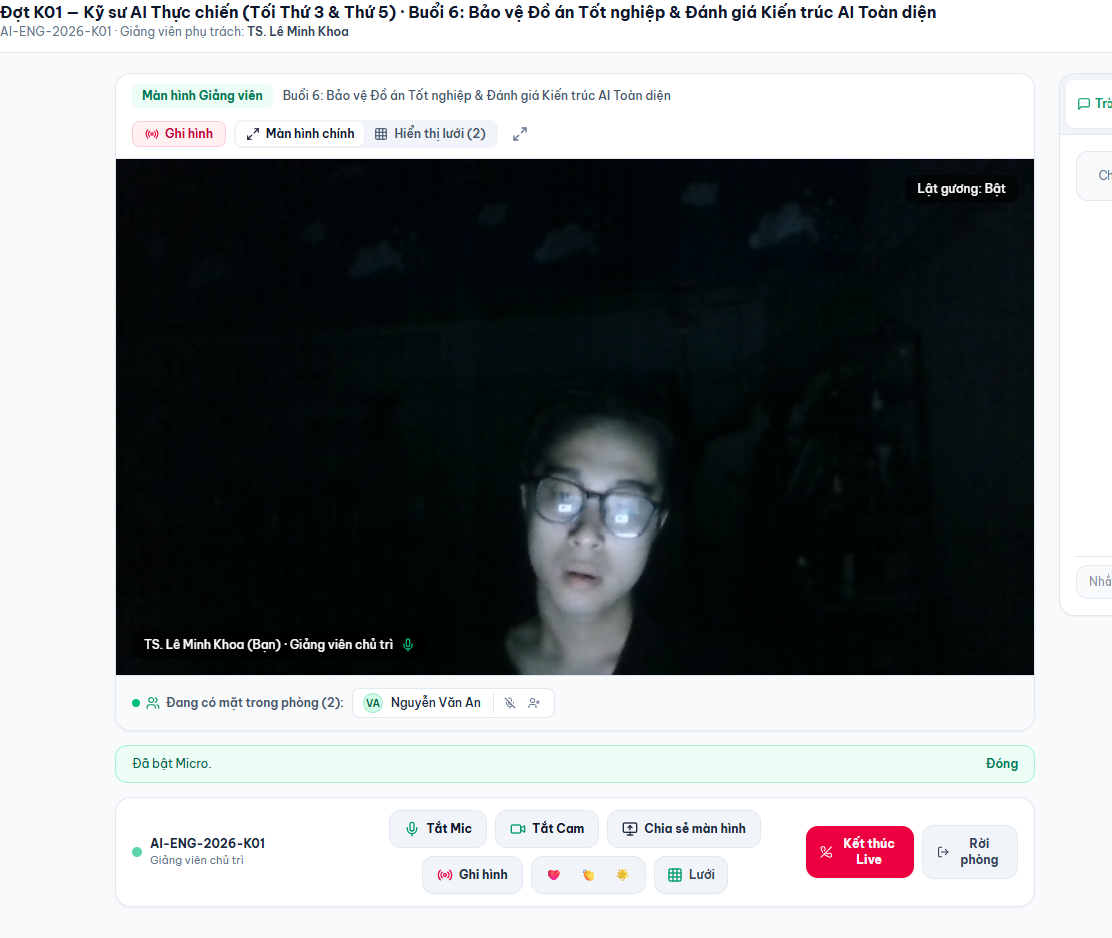 Đợt K01 — Kỹ sư AI Thực chiến (Tối Thứ 3 & Thứ 5) · Buổi 6: Bảo vệ Đồ án Tốt nghiệp & Đánh giá Kiến trúc AI Toàn diện
AI-ENG-2026-K01 · Giảng viên phụ trách: TS. Lê Minh Khoa
Màn hình Giảng viên Buổi 6: Bảo vệ Đồ án Tốt nghiệp & Đánh giá Kiến trúc AI Toàn diện
Ghi hình Màn hình chính Hiển thị lưới (2)
Lật gương: Bật
TS. Lê Minh Khoa (Bạn) · Giảng viên chủ trì
Đang có mặt trong phòng (2): VA Nguyễn Văn An
Đã bật Micro. Đóng
AI-ENG-2026-K01
Giảng viên chủ trì
Tắt Mic Tắt Cam Chia sẻ màn hình
Ghi hình Lưới
Kết thúc
Live
Rời
phòng